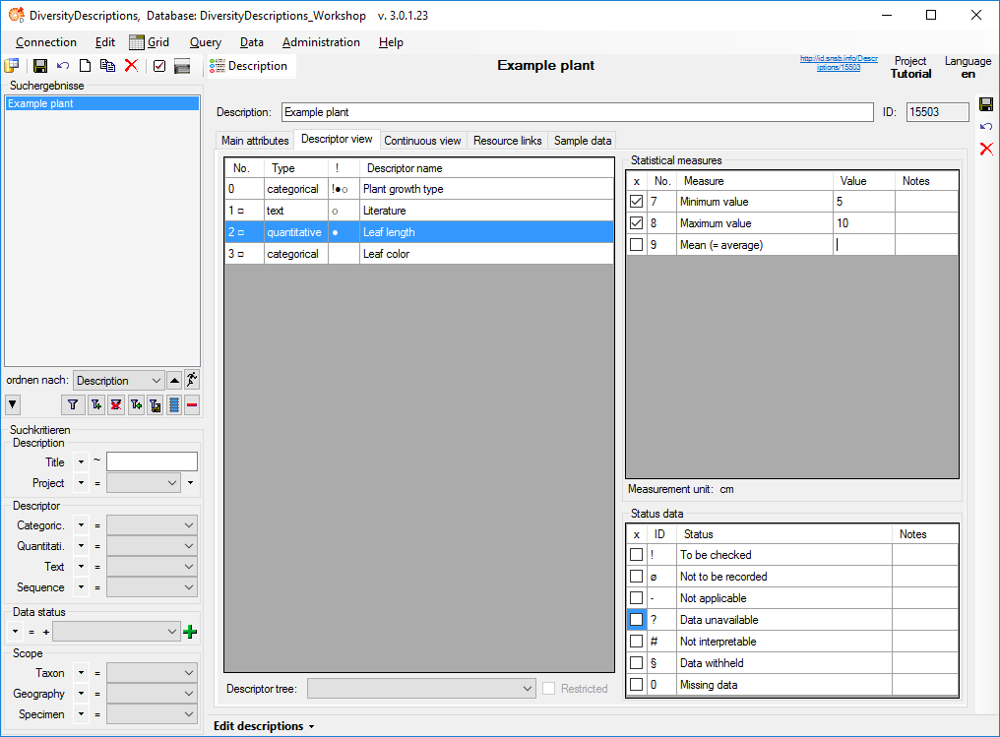 DiversityDescriptions,  Database: DiversityDescriptions_Workshop    v. 3.0.1.23
Connection Edit Grid Query Data Administration Help
Description
Example plant
http://id.snsb.info/Descriptions/15503
Project
Tutorial
Language
en
Suchergebnisse
Example plant
ordnen nach: Description
Suchkritieren
Description
Title ~
Project =
Descriptor
Categoric. =
Quantitati. =
Text =
Sequence =
Data status
= +
Scope
Taxon =
Geography =
Specimen =
Description: Example plant ID: 15503
Main attributes Descriptor view Continuous view Resource links Sample data
No. Type ! Descriptor name
0 categorical !●○ Plant growth type
1 □ text ○ Literature
2 □ quantitative ● Leaf length
3 □ categorical Leaf color
Descriptor tree: Restricted
Statistical measures
x No. Measure Value Notes
7 Minimum value 5
8 Maximum value 10
9 Mean (= average)
Measurement unit: cm
Status data
x ID Status Notes
! To be checked
ø Not to be recorded
- Not applicable
? Data unavailable
# Not interpretable
§ Data withheld
0 Missing data
Edit descriptions